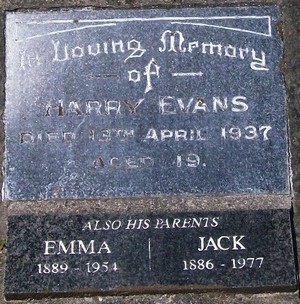 In Loving Memory
of
HARRY EVANS
DIED 13TH APRIL 1937
AGED 19.
ALSO HIS PARENTS
EMMA | JACK
1889 - 1954 | 1886 - 1977